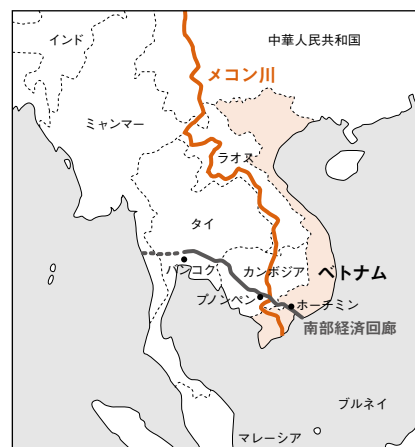 インド
中華人民共和国
メコン川
ミャンマー
ラオス
タイ
バンコク
カンボジア
ベトナム
プノンペン
ホーチミン
南部経済回廊
ブルネイ
マレーシア